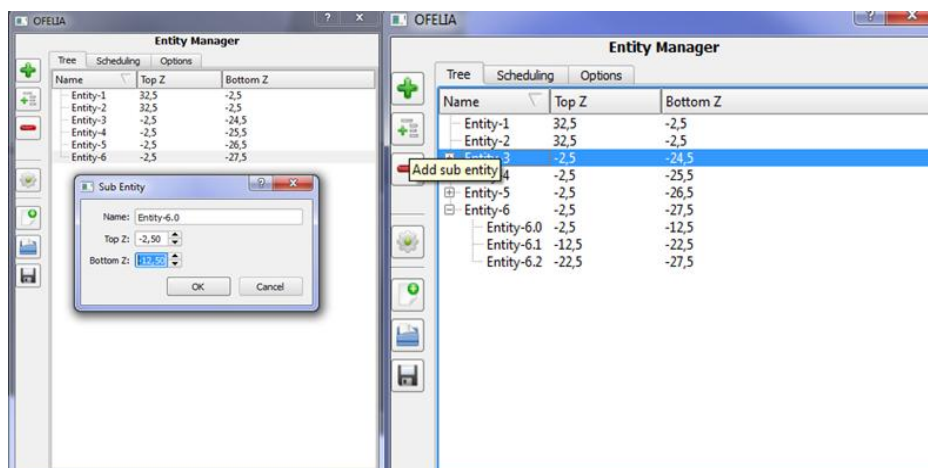 OFELIA
Entity Manager
Tree Scheduling Options
Name Top Z Bottom Z
Entity-1 32,5 -2,5
Entity-2 32,5 -2,5
Entity-3 -2,5 -24,5
Entity-4 -2,5 -25,5
Entity-5 -2,5 -26,5
Entity-6 -2,5 -27,5
Sub Entity
Name: Entity-6.0
Top Z: -2,50
Bottom Z: -12,50
OK Cancel
OFELIA
Entity Manager
Tree Scheduling Options
Name Top Z Bottom Z
Entity-1 32,5 -2,5
Entity-2 32,5 -2,5
Entity-3 -2,5 -24,5
Add sub entity
-2,5 -25,5
Entity-5 -2,5 -26,5
Entity-6 -2,5 -27,5
Entity-6.0 -2,5 -12,5
Entity-6.1 -12,5 -22,5
Entity-6.2 -22,5 -27,5